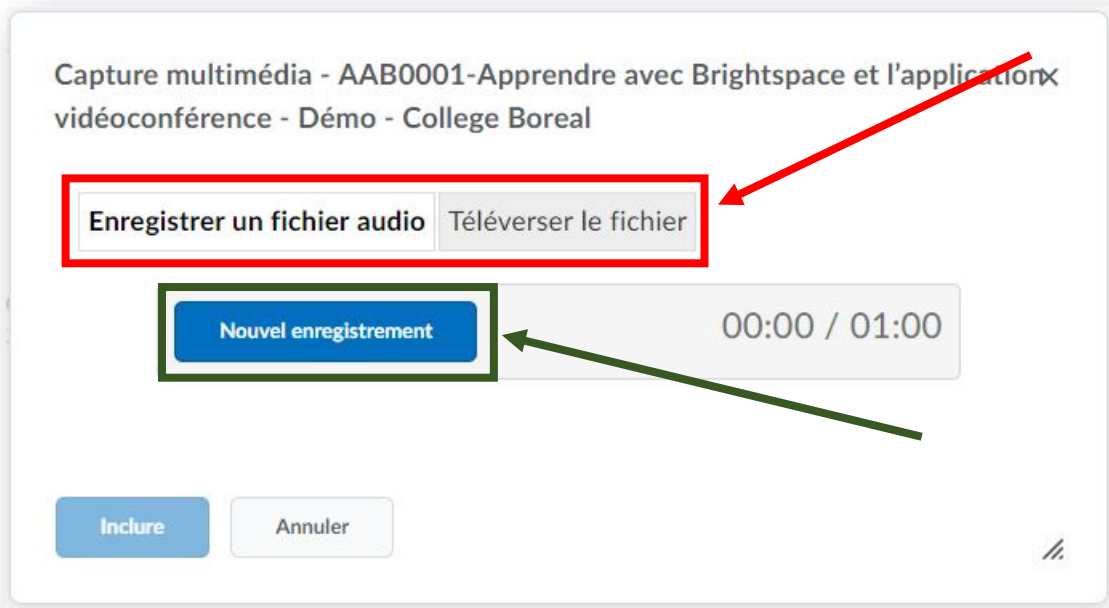 Capture multimédia - AAB0001-Apprendre avec Brightspace et l’application
vidéoconférence - Démo - College Boreal
Enregistrer un fichier audio Téléverser le fichier
Nouvel enregistrement 00:00 / 01:00
Inclure Annuler